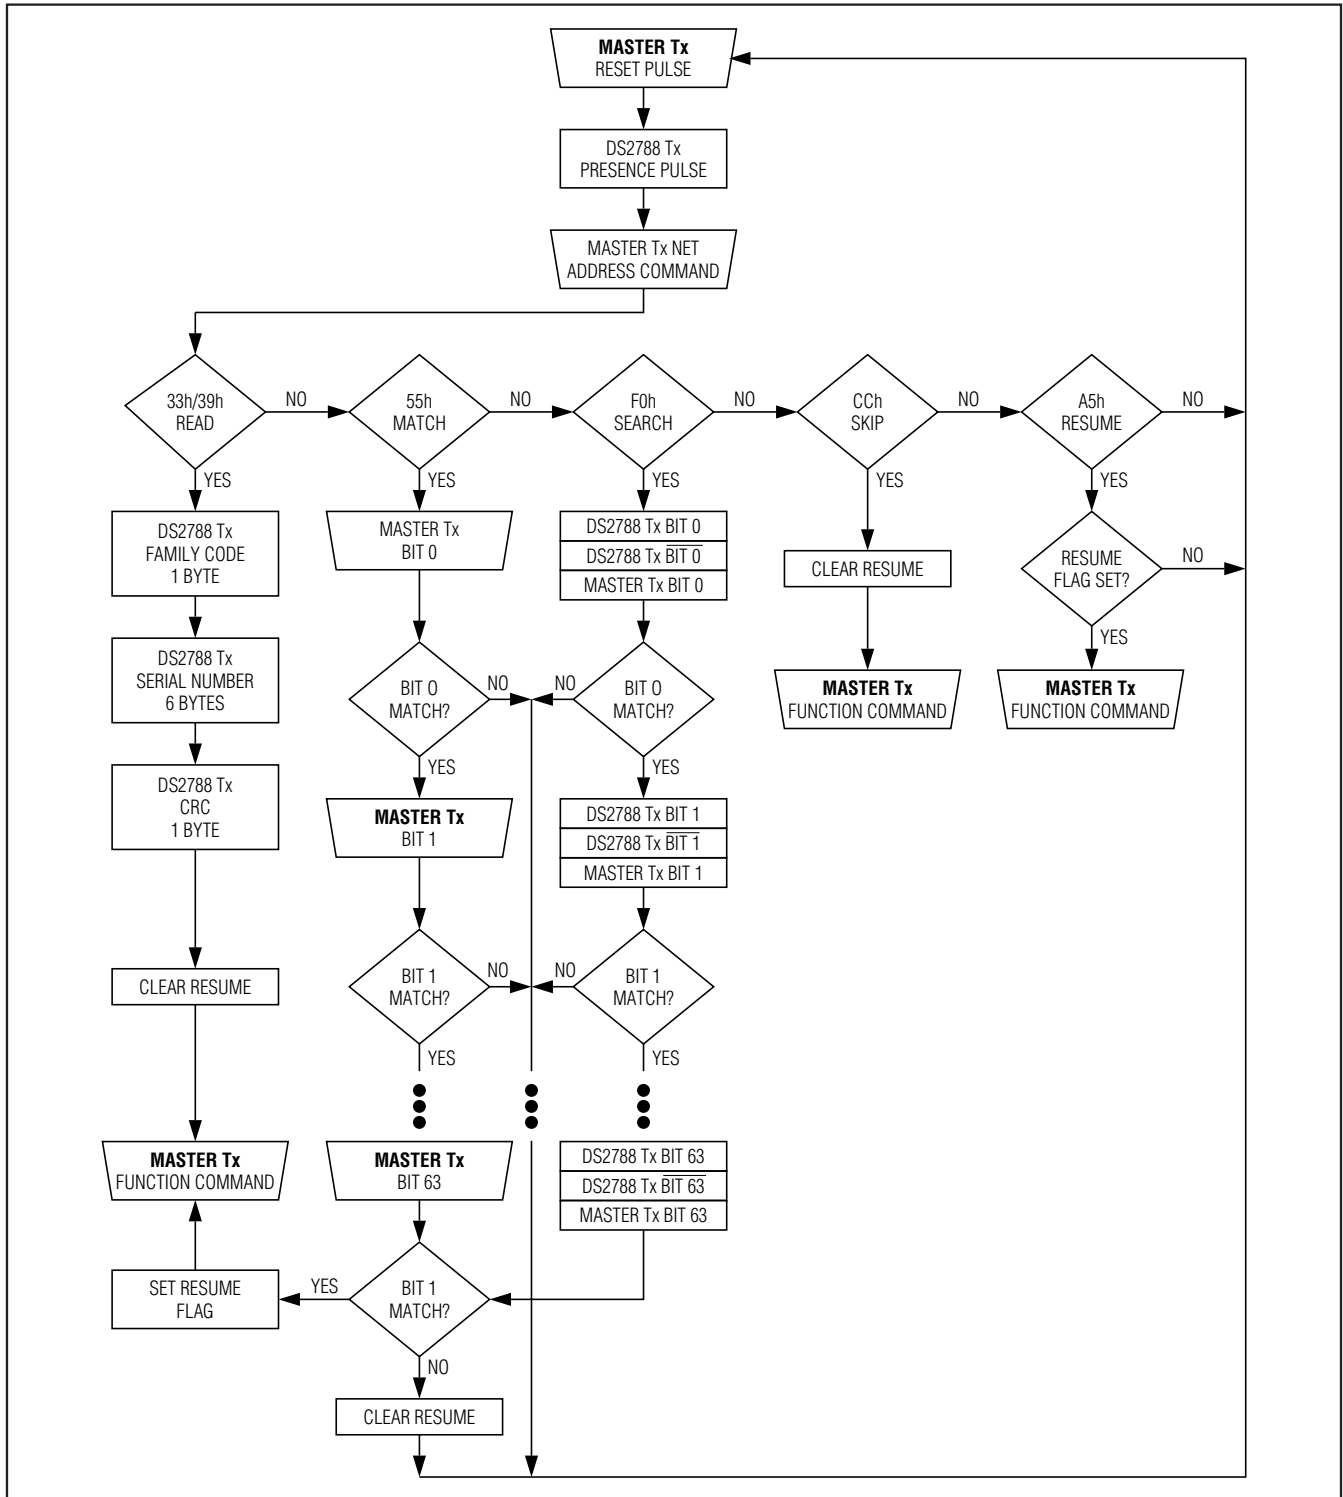 MASTER Tx
RESET PULSE
DS2788 Tx
PRESENCE PULSE
MASTER Tx NET
ADDRESS COMMAND
33h/39h
READ
NO
55h
MATCH
NO
F0h
SEARCH
NO
CCh
SKIP
NO
A5h
RESUME
NO
YES
YES
YES
YES
YES
DS2788 Tx
FAMILY CODE
1 BYTE
DS2788 Tx
SERIAL NUMBER
6 BYTES
DS2788 Tx
CRC
1 BYTE
CLEAR RESUME
MASTER Tx
FUNCTION COMMAND
SET RESUME
FLAG
MASTER Tx
BIT 0
BIT 0
MATCH?
NO
YES
MASTER Tx
BIT 1
BIT 1
MATCH?
NO
YES
MASTER Tx
BIT 63
BIT 1
MATCH?
YES
NO
CLEAR RESUME
DS2788 Tx BIT 0
DS2788 Tx B̅I̅T̅ ̅0̅
MASTER Tx BIT 0
BIT 0
MATCH?
NO
YES
DS2788 Tx BIT 1
DS2788 Tx B̅I̅T̅ ̅1̅
MASTER Tx BIT 1
BIT 1
MATCH?
NO
YES
DS2788 Tx BIT 63
DS2788 Tx B̅I̅T̅ ̅6̅3̅
MASTER Tx BIT 63
CLEAR RESUME
MASTER Tx
FUNCTION COMMAND
RESUME
FLAG SET?
NO
YES
MASTER Tx
FUNCTION COMMAND